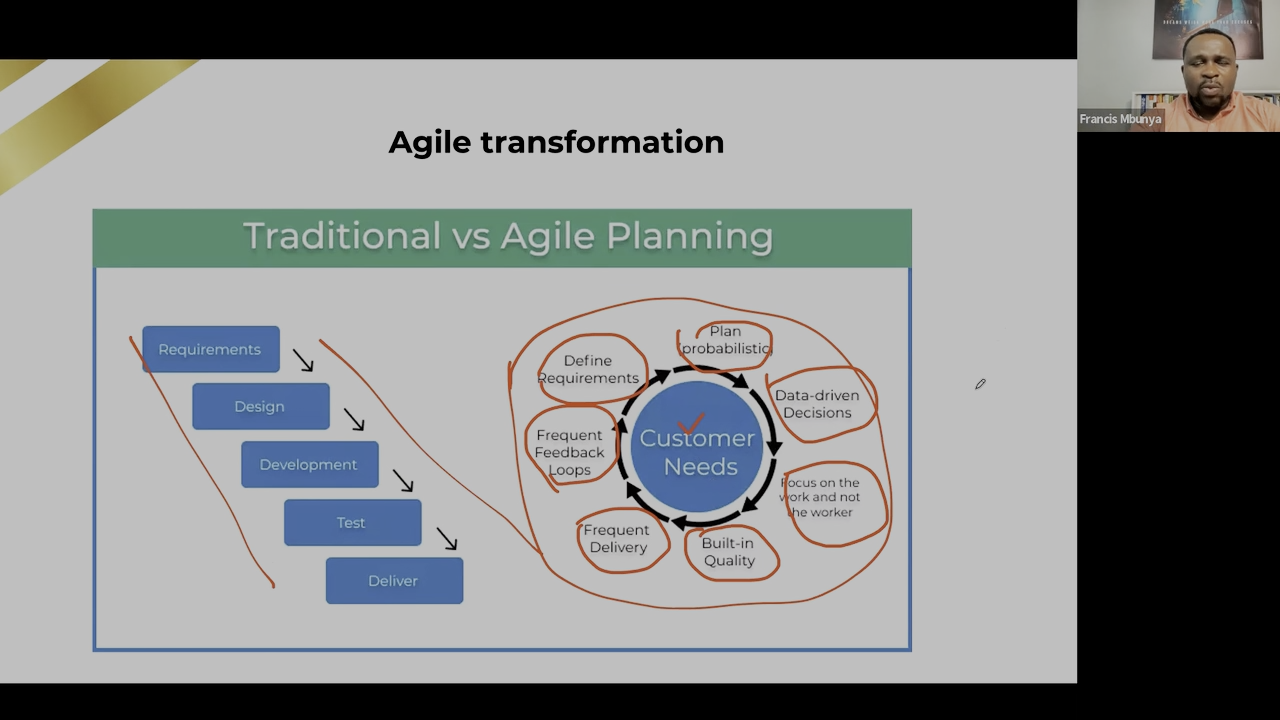 Agile transformation
Traditional vs Agile Planning
Requirements
Design
Development
Test
Deliver
Plan
(probabilistic)
Data-driven
Decisions
Focus on the
work and not
the worker
Built-in
Quality
Frequent
Delivery
Frequent
Feedback
Loops
Define
Requirements
Customer
Needs
Francis Mbunya